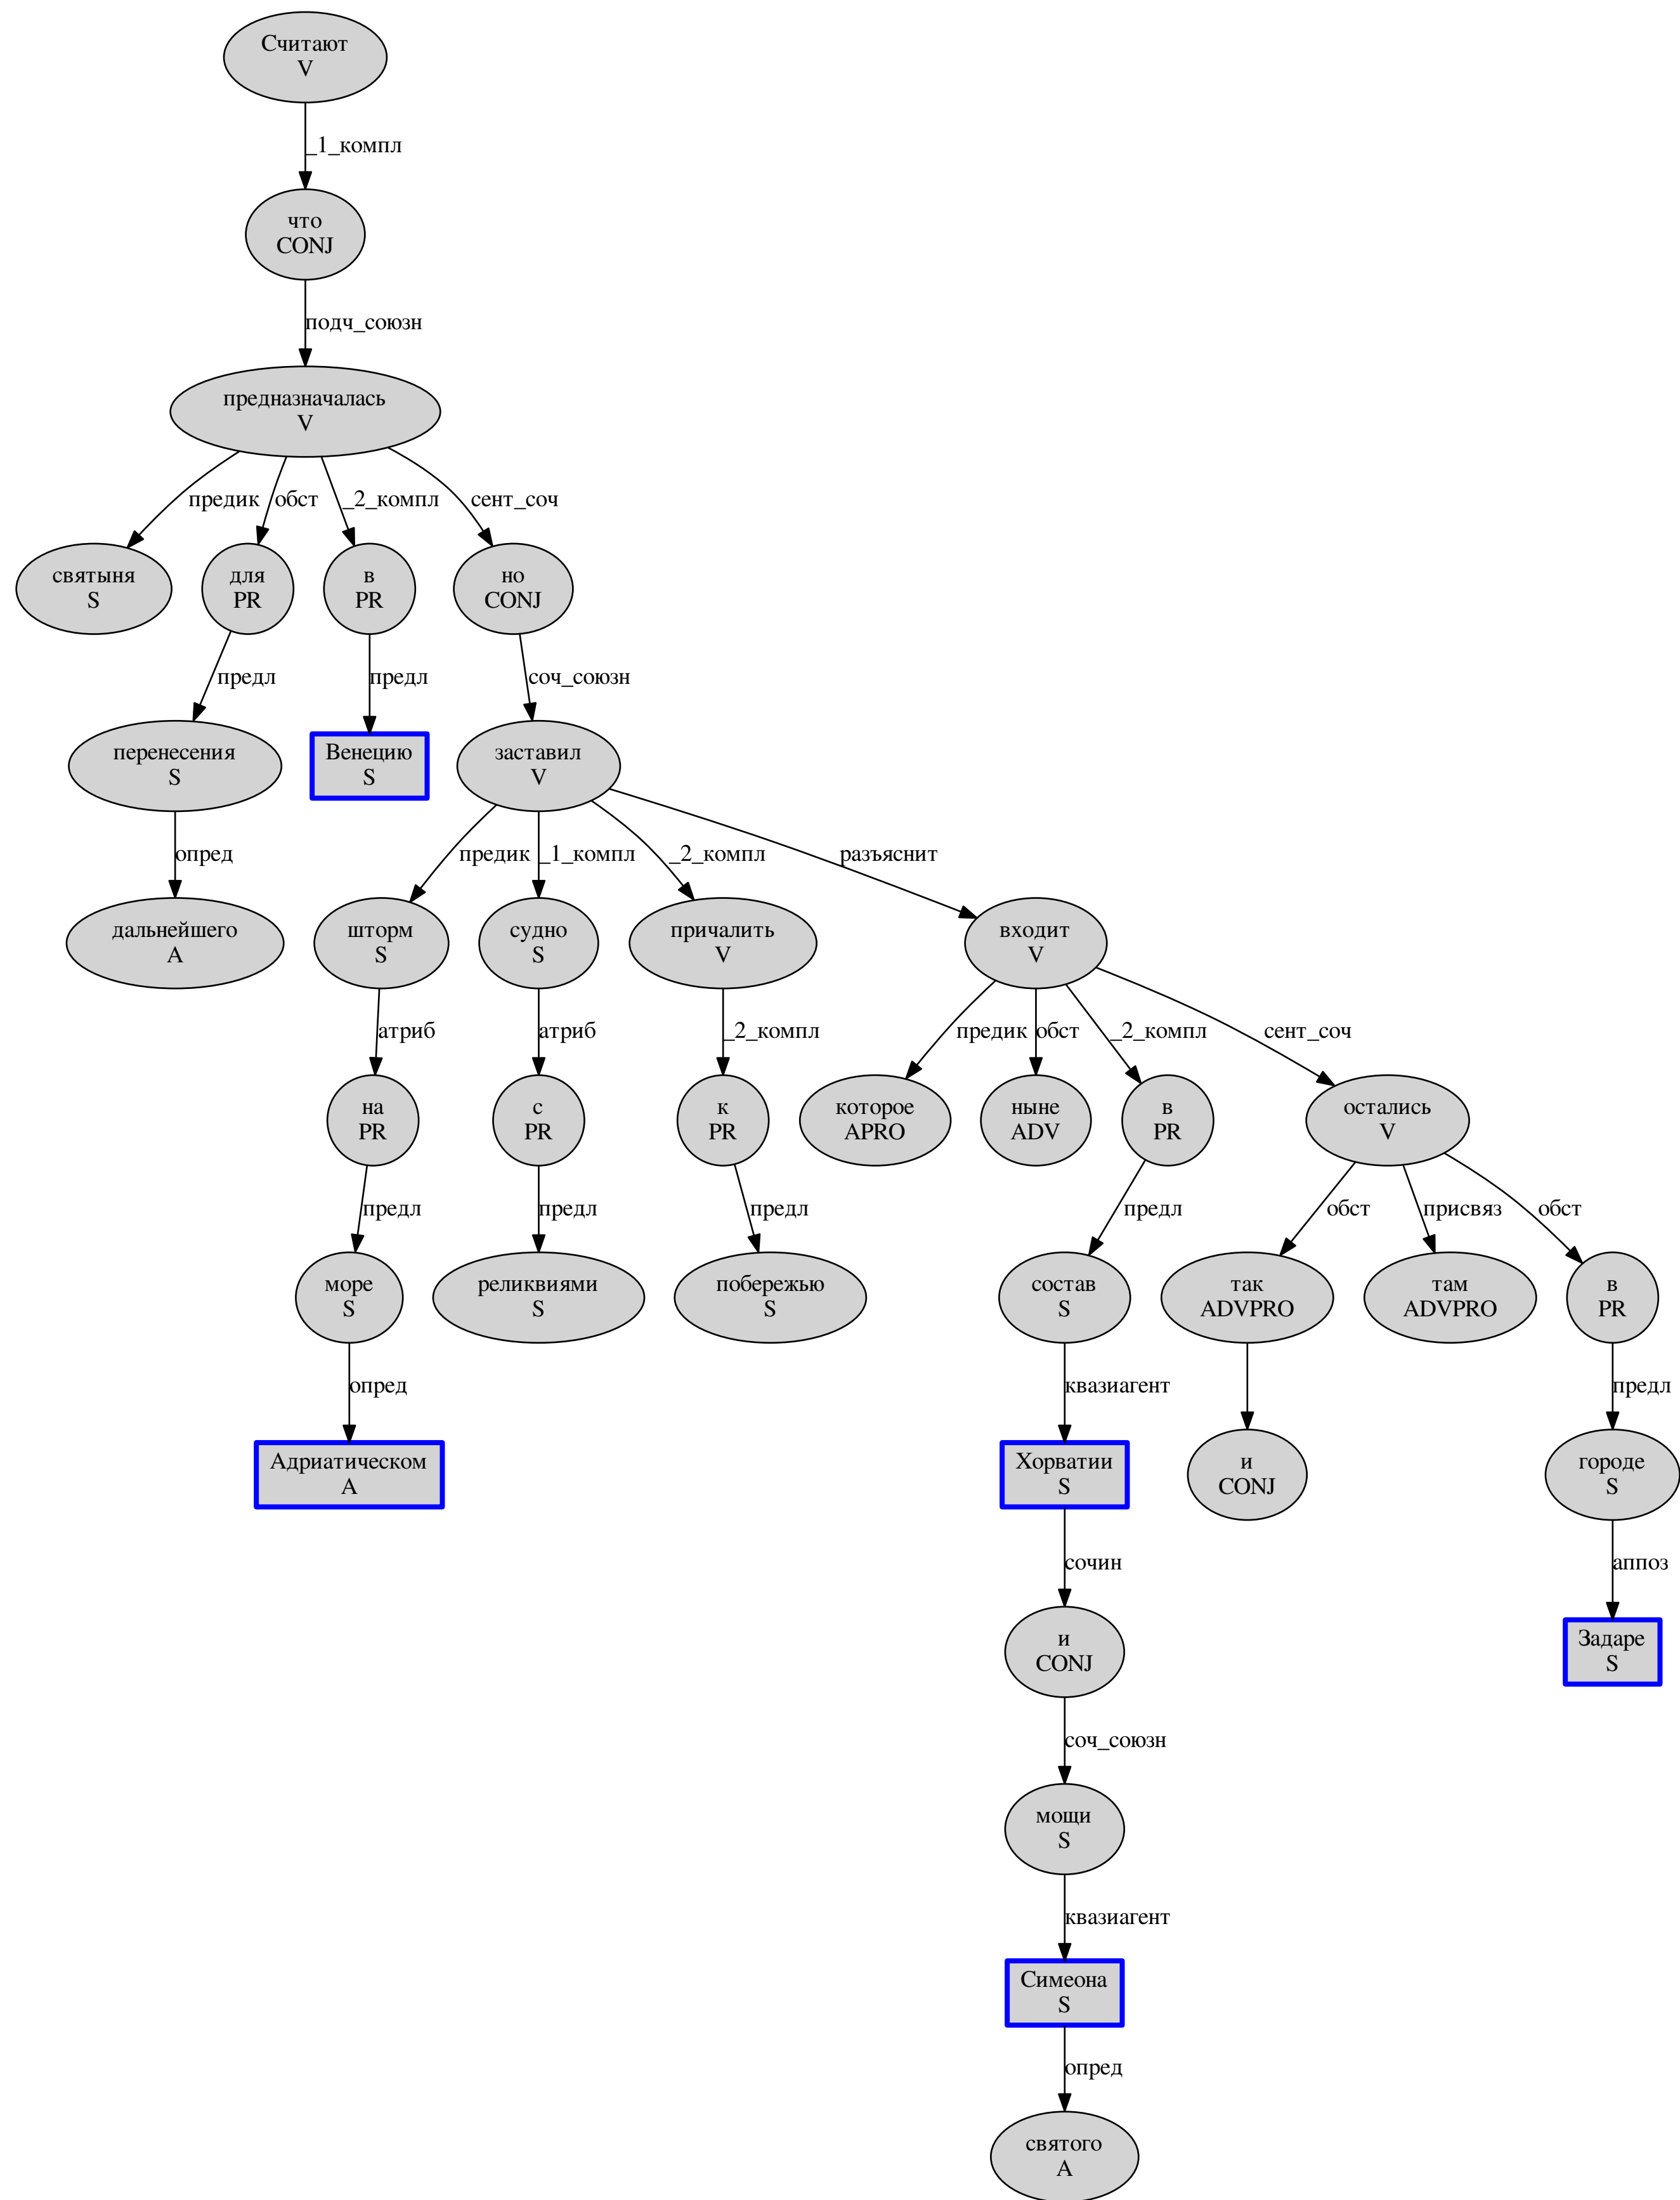 Считают
V
_1_компл
что
CONJ
подч_союзн
предназначалась
V
предик обст _2_компл сент_соч
святыня
S
для
PR
в
PR
но
CONJ
предл предл соч_союзн
перенесения
S
Венецию
S
заставил
V
опред предик _1_компл _2_компл разъяснит
дальнейшего
A
шторм
S
судно
S
причалить
V
входит
V
атриб атриб _2_компл предик обст _2_компл сент_соч
на
PR
с
PR
к
PR
которое
APRO
ныне
ADV
в
PR
остались
V
предл предл предл предл обст присвяз обст
море
S
реликвиями
S
побережью
S
состав
S
так
ADVPRO
там
ADVPRO
в
PR
опред квазиагент предл
Адриатическом
A
Хорватии
S
и
CONJ
городе
S
сочин аппоз
и
CONJ
Задаре
S
соч_союзн
мощи
S
квазиагент
Симеона
S
опред
святого
A